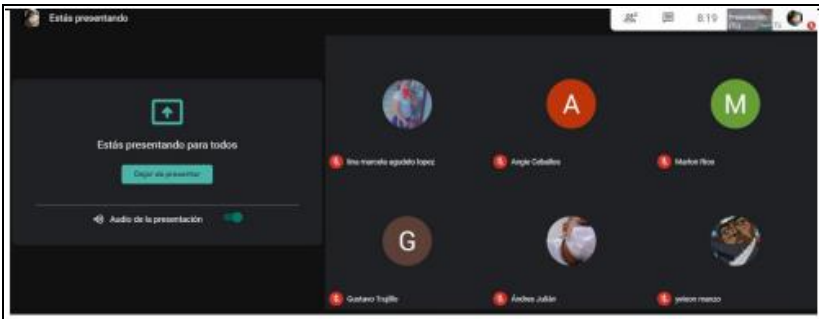 Estás presentando
8:19
Estás presentando para todos
Dejar de presentar
Audio de la presentación
A
M
lina marcela agudelo lopez
Angie Ceballos
Marlon Rios
G
Gustavo Trujillo
Andres Julián
yeison